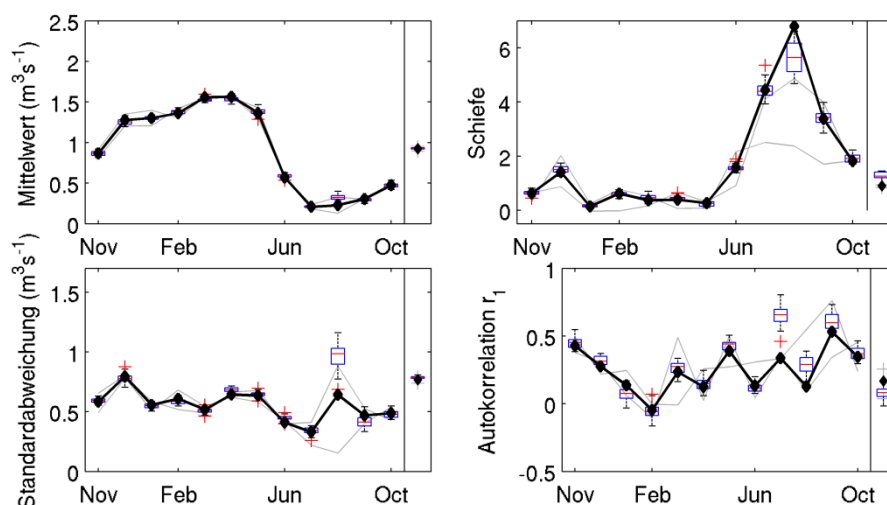 Mittelwert (m³s⁻¹)
2.5
2
1.5
1
0.5
0
Nov Feb Jun Oct
Schiefe
6
4
2
0
Nov Feb Jun Oct
Standardabweichung (m³s⁻¹)
1.5
1
0.5
0
Nov Feb Jun Oct
Autokorrelation r₁
1
0.5
0
-0.5
Nov Feb Jun Oct